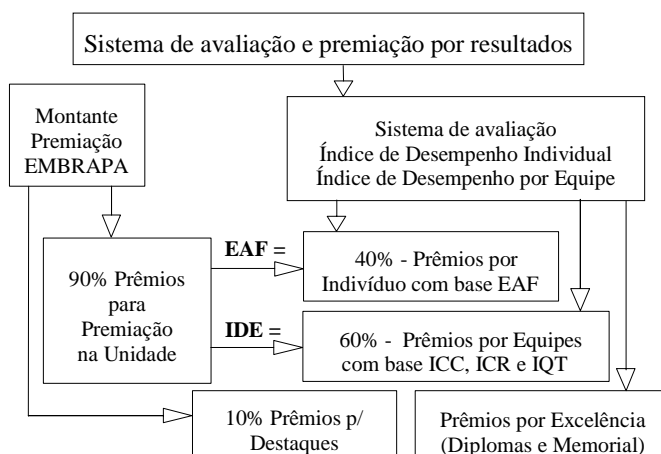 Sistema de avaliação e premiação por resultados
Montante
Premiação
EMBRAPA
Sistema de avaliação
Índice de Desempenho Individual
Índice de Desempenho por Equipe
90% Prêmios
para
Premiação
na Unidade
EAF =
40% - Prêmios por
Indivíduo com base EAF
IDE =
60% - Prêmios por Equipes
com base ICC, ICR e IQT
10% Prêmios p/
Destaques
Prêmios por Excelência
(Diplomas e Memorial)